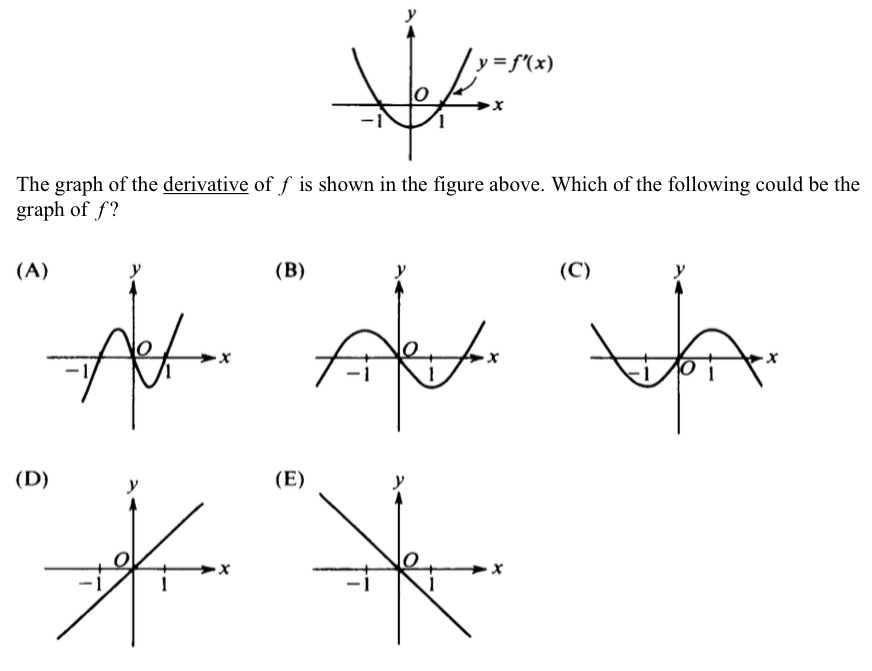 y
y = f'(x)
O
x
−1
1
The graph of the derivative of f is shown in the figure above. Which of the following could be the
graph of f?
(A)
y
O
x
−1
1
(B)
y
O
x
−1
1
(C)
y
x
−1
O
1
(D)
y
O
x
−1
1
(E)
y
O
x
−1
1